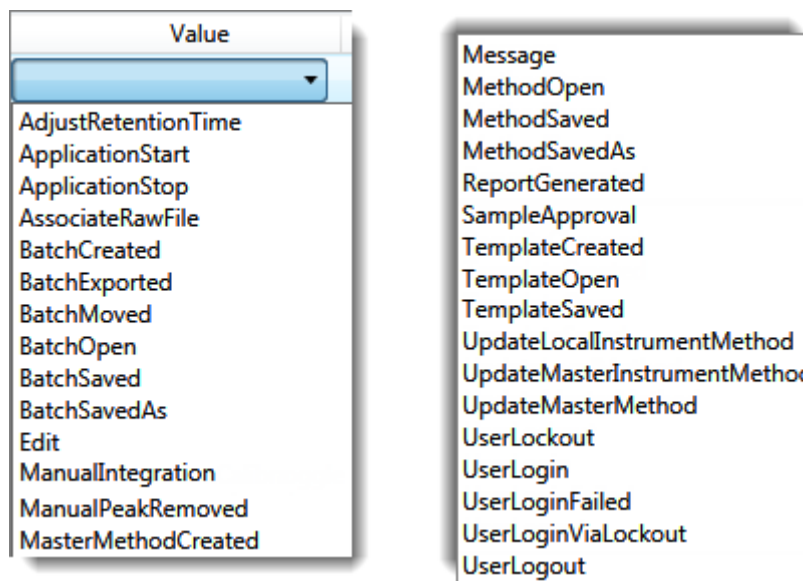 Value
AdjustRetentionTime
ApplicationStart
ApplicationStop
AssociateRawFile
BatchCreated
BatchExported
BatchMoved
BatchOpen
BatchSaved
BatchSavedAs
Edit
ManualIntegration
ManualPeakRemoved
MasterMethodCreated
Message
MethodOpen
MethodSaved
MethodSavedAs
ReportGenerated
SampleApproval
TemplateCreated
TemplateOpen
TemplateSaved
UpdateLocalInstrumentMethod
UpdateMasterInstrumentMethod
UpdateMasterMethod
UserLockout
UserLogin
UserLoginFailed
UserLoginViaLockout
UserLogout